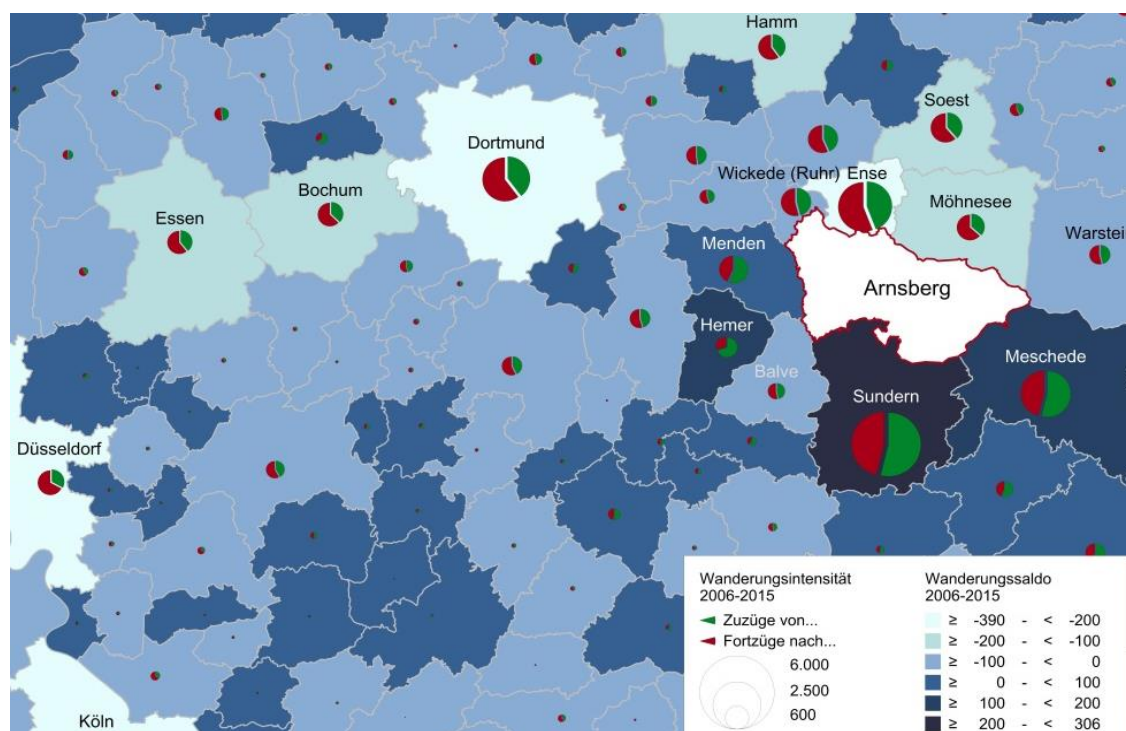 Hamm
Soest
Dortmund
Wickede (Ruhr) Ense
Bochum
Essen
Möhnesee
Menden
Warstei
Arnsberg
Hemer
Meschede
Balve
Sundern
Düsseldorf
Köln
Wanderungsintensität
2006-2015
Zuzüge von...
Fortzüge nach...
6.000
2.500
600
Wanderungssaldo
2006-2015
≥ -390 - < -200
≥ -200 - < -100
≥ -100 - < 0
≥ 0 - < 100
≥ 100 - < 200
≥ 200 - < 306